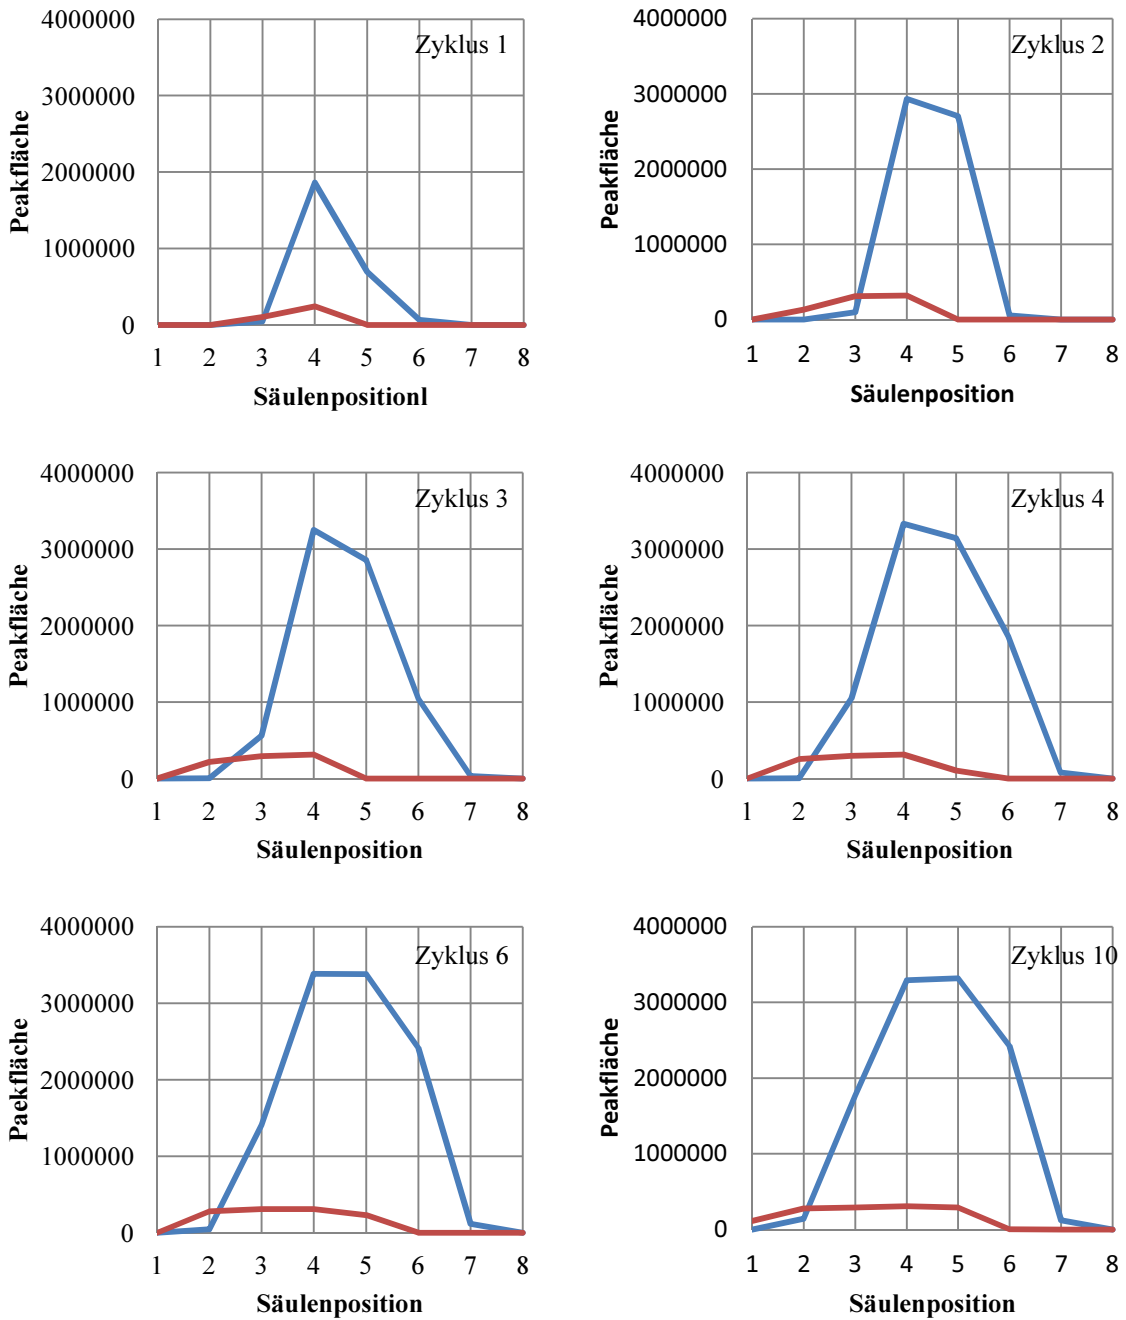 Zyklus 1
4000000
3000000
2000000
1000000
0
Peakfläche
1 2 3 4 5 6 7 8
Säulenpositionl
Zyklus 2
4000000
3000000
2000000
1000000
0
Peakfläche
1 2 3 4 5 6 7 8
Säulenposition
Zyklus 3
4000000
3000000
2000000
1000000
0
Peakfläche
1 2 3 4 5 6 7 8
Säulenposition
Zyklus 4
4000000
3000000
2000000
1000000
0
Peakfläche
1 2 3 4 5 6 7 8
Säulenposition
Zyklus 6
4000000
3000000
2000000
1000000
0
Paekfläche
1 2 3 4 5 6 7 8
Säulenposition
Zyklus 10
4000000
3000000
2000000
1000000
0
Peakfläche
1 2 3 4 5 6 7 8
Säulenposition